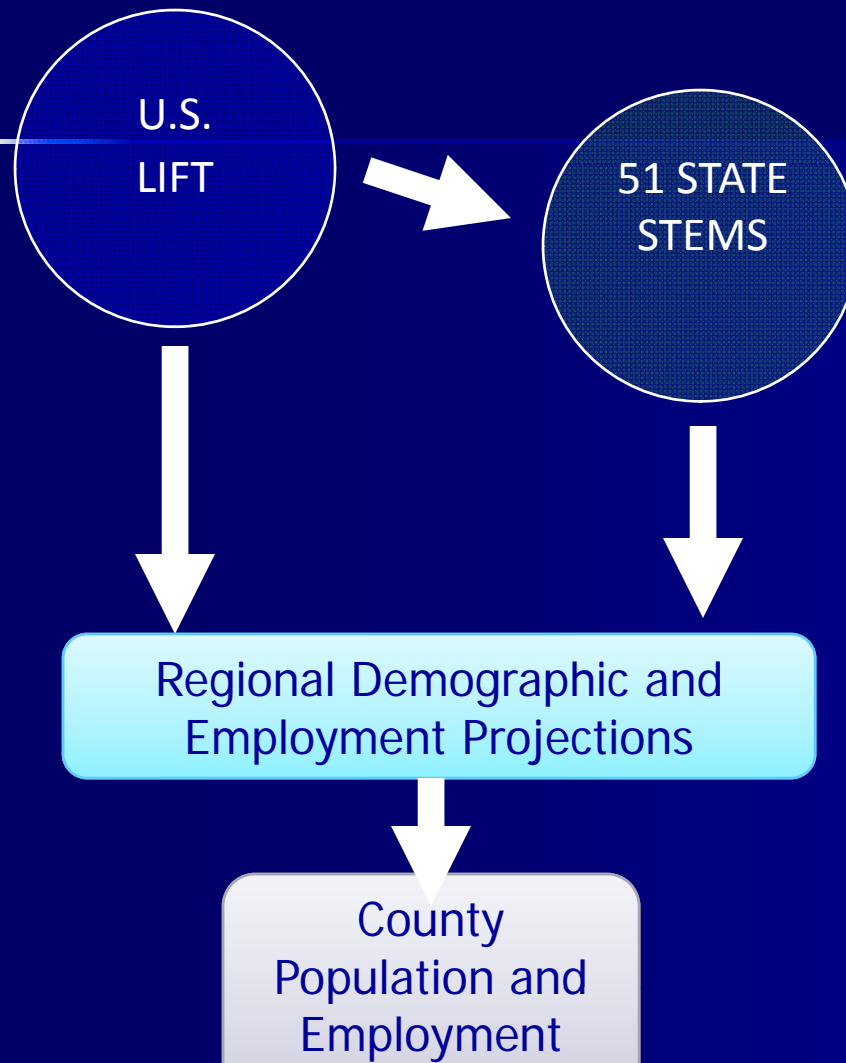 U.S.
LIFT
51 STATE
STEMS
Regional Demographic and
Employment Projections
County
Population and
Employment